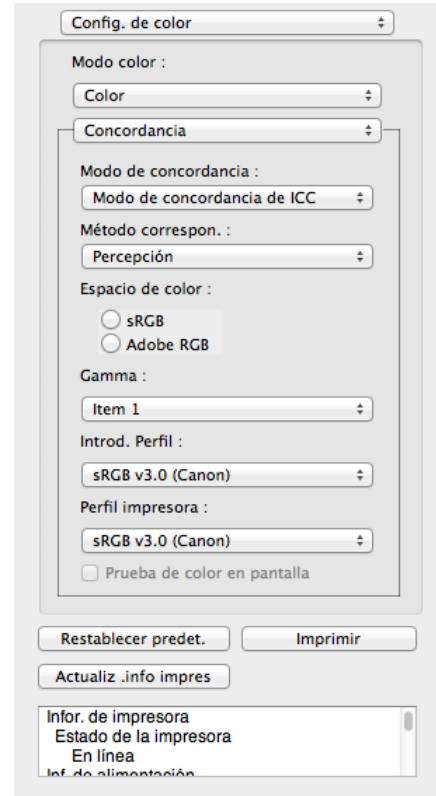 Config. de color
Modo color :
Color
Concordancia
Modo de concordancia :
Modo de concordancia de ICC
Método correspon. :
Percepción
Espacio de color :
sRGB
Adobe RGB
Gamma :
Item 1
Introd. Perfil :
sRGB v3.0 (Canon)
Perfil impresora :
sRGB v3.0 (Canon)
Prueba de color en pantalla
Restablecer predet.
Imprimir
Actualiz .info impres
Infor. de impresora
Estado de la impresora
En línea
Inf. de alimentación